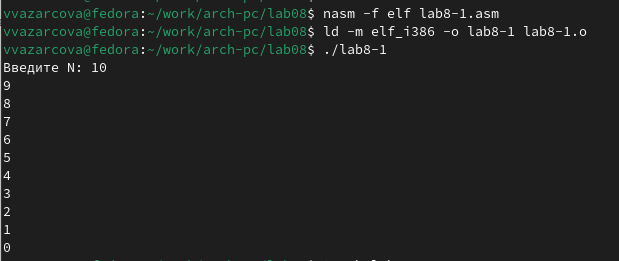 vvazarcova@fedora:~/work/arch-pc/lab08$ nasm -f elf lab8-1.asm
vvazarcova@fedora:~/work/arch-pc/lab08$ ld -m elf_i386 -o lab8-1 lab8-1.o
vvazarcova@fedora:~/work/arch-pc/lab08$ ./lab8-1
Введите N: 10
9
8
7
6
5
4
3
2
1
0